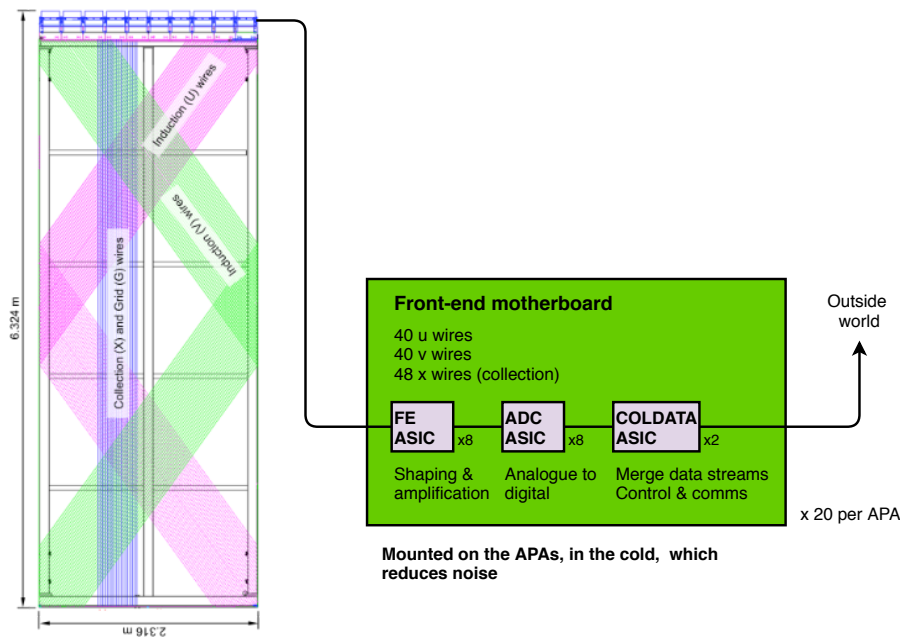 Induction (U) wires
Induction (V) wires
Collection (X) and Grid (G) wires
6.324 m
2.316 m
Front-end motherboard
40 u wires
40 v wires
48 x wires (collection)
FE
ASIC
x8
ADC
ASIC
x8
COLDATA
ASIC
x2
Shaping &
amplification
Analogue to
digital
Merge data streams
Control & comms
Outside
world
x 20 per APA
Mounted on the APAs, in the cold, which
reduces noise